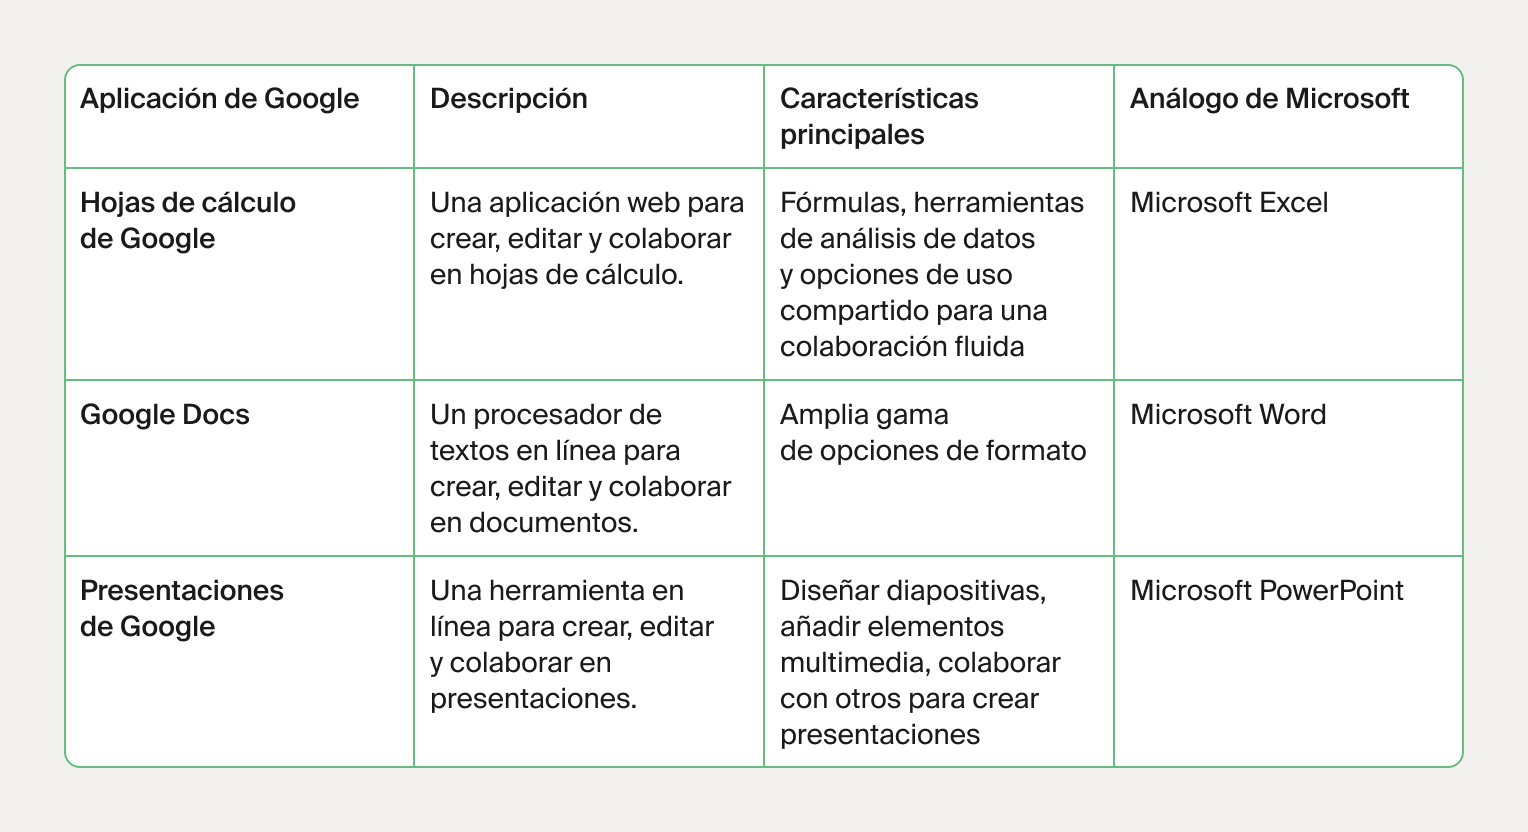 Aplicación de Google
Descripción
Características
principales
Análogo de Microsoft
Hojas de cálculo
de Google
Una aplicación web para
crear, editar y colaborar
en hojas de cálculo.
Fórmulas, herramientas
de análisis de datos
y opciones de uso
compartido para una
colaboración fluida
Microsoft Excel
Google Docs
Un procesador de
textos en línea para
crear, editar y colaborar
en documentos.
Amplia gama
de opciones de formato
Microsoft Word
Presentaciones
de Google
Una herramienta en
línea para crear, editar
y colaborar en
presentaciones.
Diseñar diapositivas,
añadir elementos
multimedia, colaborar
con otros para crear
presentaciones
Microsoft PowerPoint